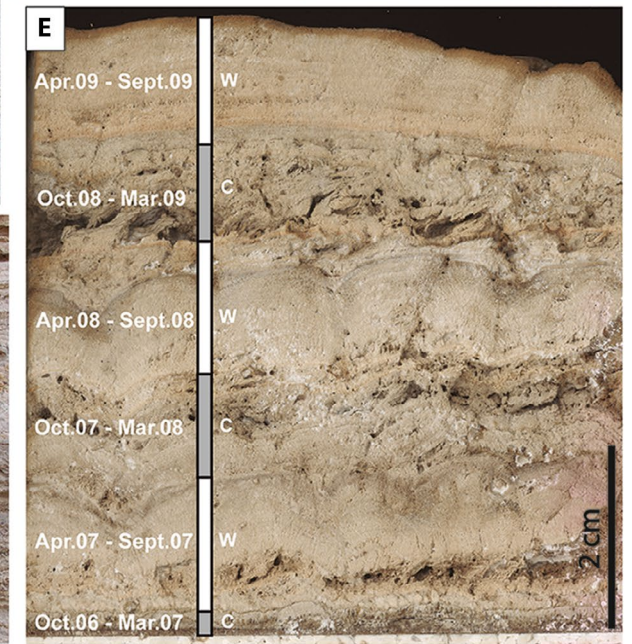 E
Apr.09 - Sept.09 W
Oct.08 - Mar.09 C
Apr.08 - Sept.08 W
Oct.07 - Mar.08 C
Apr.07 - Sept.07 W
Oct.06 - Mar.07 C
2 cm